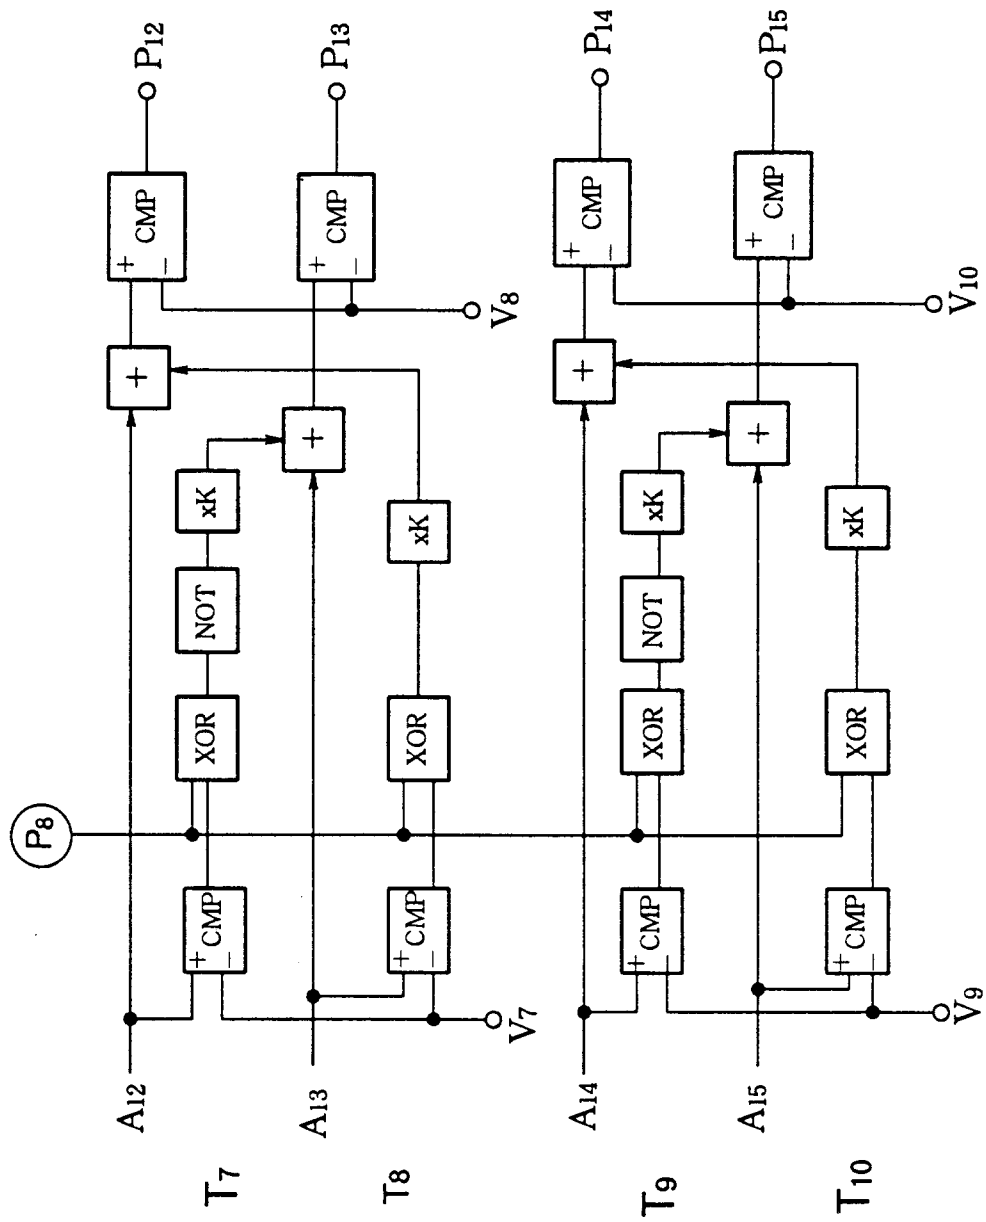 P8
A12
+
−
CMP
XOR
NOT
xK
+
+
−
CMP
P12
T7
A13
+
−
CMP
XOR
xK
+
+
−
CMP
P13
T8
V7
V8
A14
+
−
CMP
XOR
NOT
xK
+
+
−
CMP
P14
T9
A15
+
−
CMP
XOR
xK
+
+
−
CMP
P15
T10
V9
V10